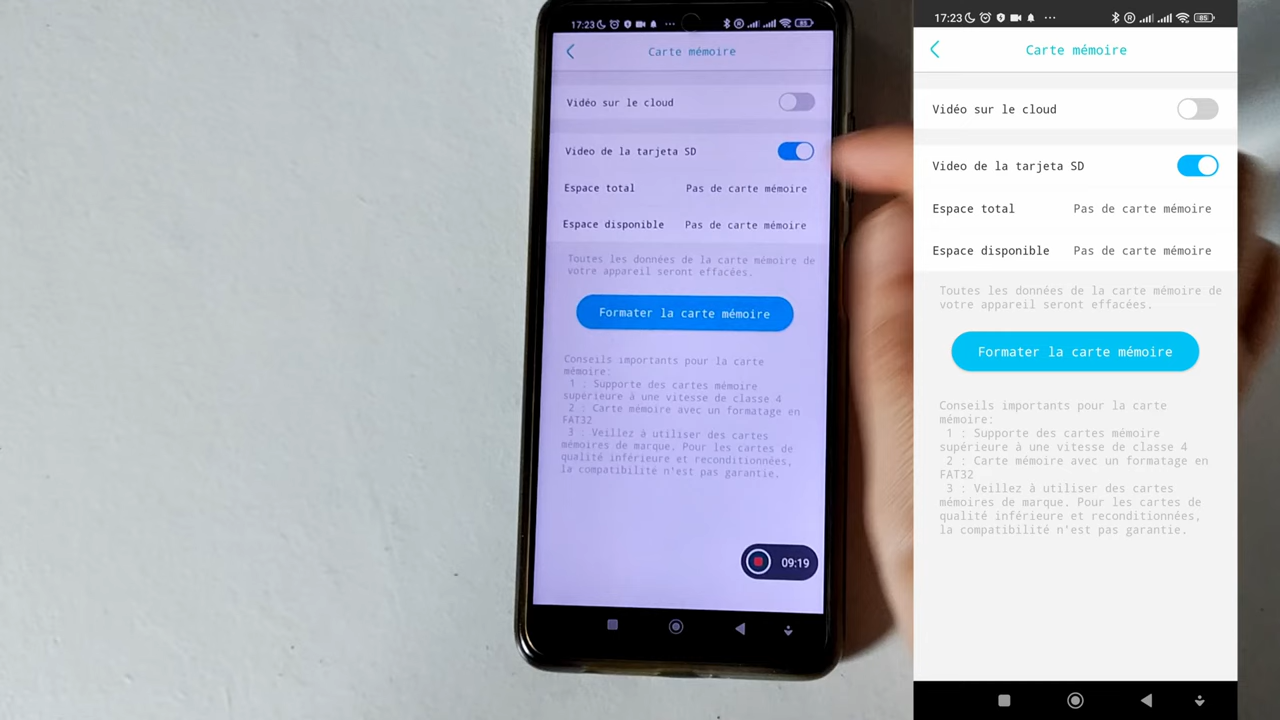 17:23
85
Carte mémoire
Vidéo sur le cloud
Video de la tarjeta SD
Espace total Pas de carte mémoire
Espace disponible Pas de carte mémoire
Toutes les données de la carte mémoire de
votre appareil seront effacées.
Formater la carte mémoire
Conseils importants pour la carte
mémoire:
1 : Supporte des cartes mémoire
supérieure à une vitesse de classe 4
2 : Carte mémoire avec un formatage en
FAT32
3 : Veillez à utiliser des cartes
mémoires de marque. Pour les cartes de
qualité inférieure et reconditionnées,
la compatibilité n'est pas garantie.
09:19
17:23
85
Carte mémoire
Vidéo sur le cloud
Video de la tarjeta SD
Espace total Pas de carte mémoire
Espace disponible Pas de carte mémoire
Toutes les données de la carte mémoire de
votre appareil seront effacées.
Formater la carte mémoire
Conseils importants pour la carte
mémoire:
1 : Supporte des cartes mémoire
supérieure à une vitesse de classe 4
2 : Carte mémoire avec un formatage en
FAT32
3 : Veillez à utiliser des cartes
mémoires de marque. Pour les cartes de
qualité inférieure et reconditionnées,
la compatibilité n'est pas garantie.